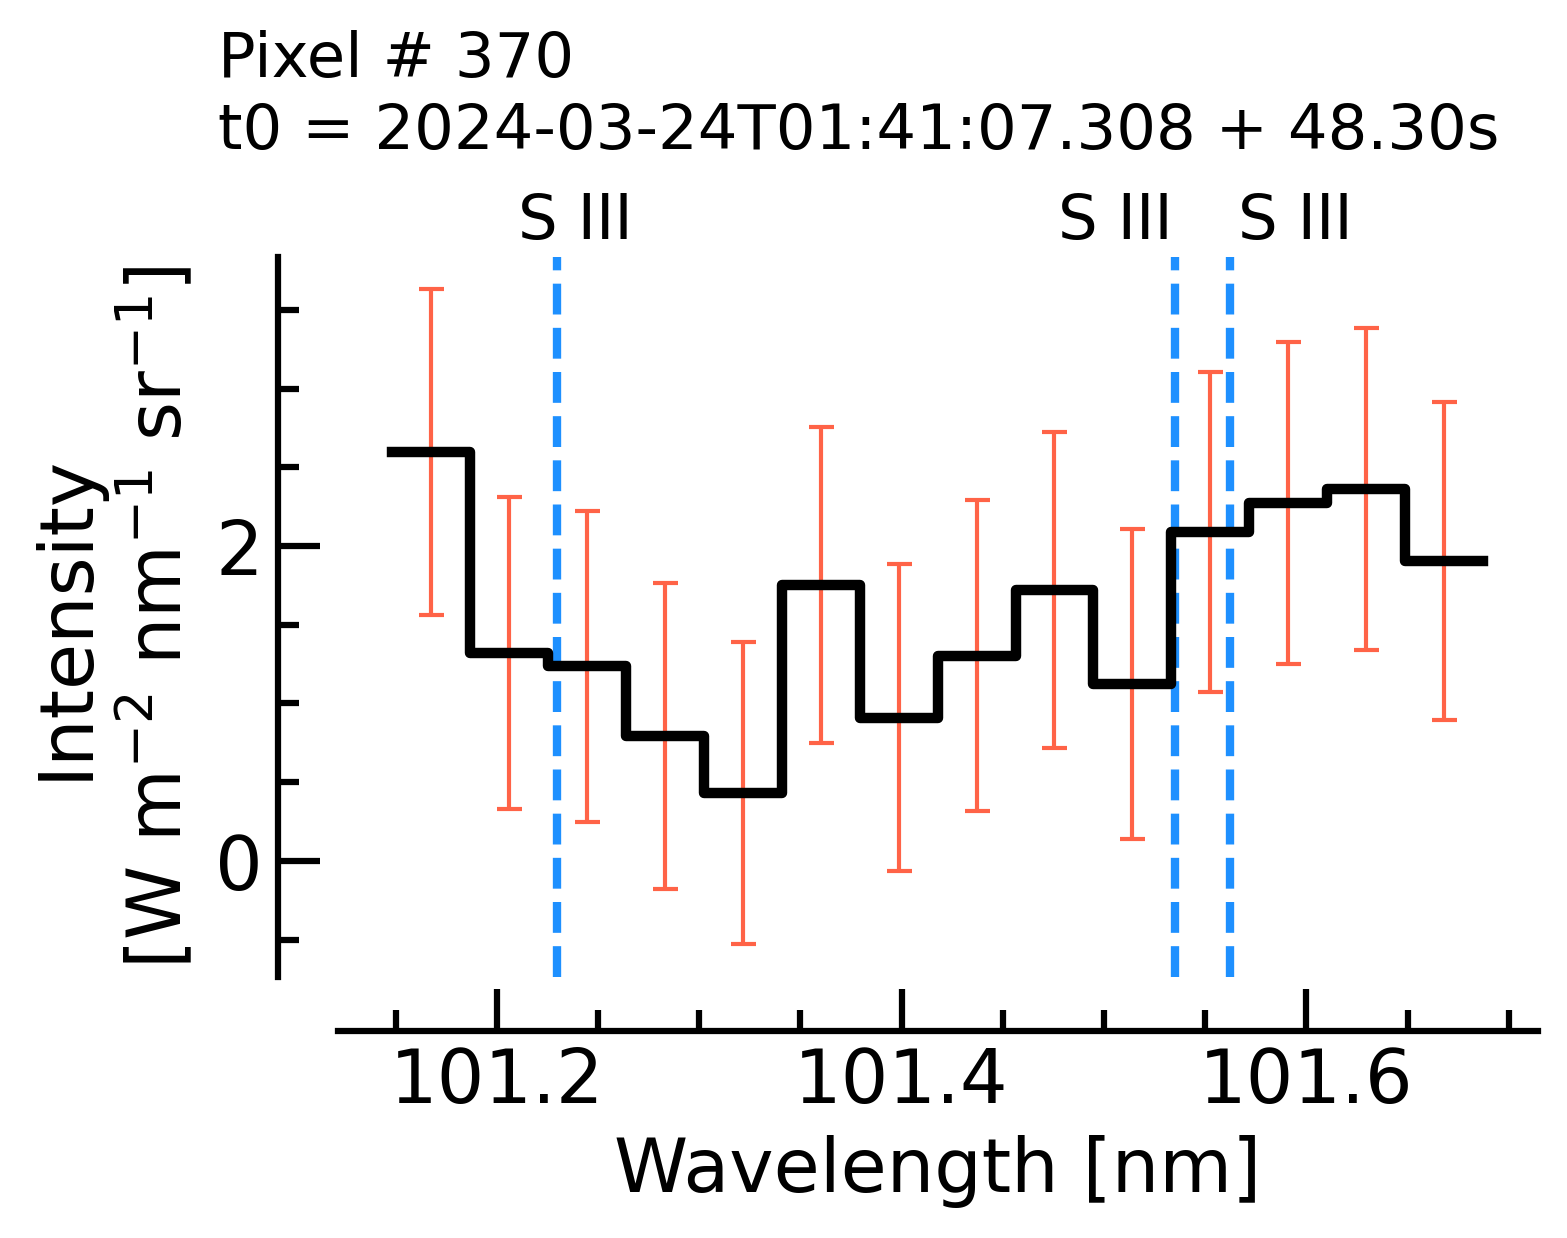 Pixel # 370
t0 = 2024-03-24T01:41:07.308 + 48.30s
S III S III S III
Intensity
[W m⁻² nm⁻¹ sr⁻¹]
2
0
101.2 101.4 101.6
Wavelength [nm]